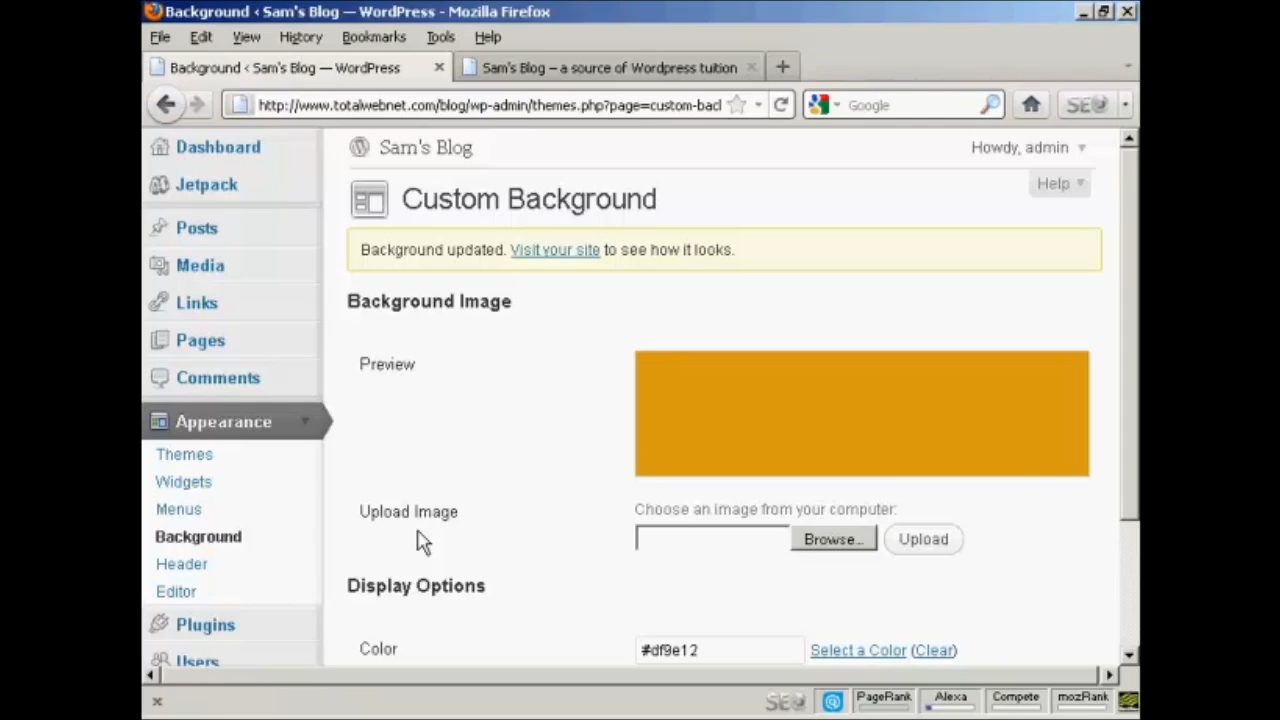 Background ‹ Sam's Blog — WordPress - Mozilla Firefox
File Edit View History Bookmarks Tools Help
Background ‹ Sam's Blog — WordPress
Sam's Blog – a source of Wordpress tuition
http://www.totalwebnet.com/blog/wp-admin/themes.php?page=custom-bacl
Google
SEO
Dashboard
Jetpack
Posts
Media
Links
Pages
Comments
Appearance
Themes
Widgets
Menus
Background
Header
Editor
Plugins
Users
Sam's Blog
Howdy, admin
Help
Custom Background
Background updated. Visit your site to see how it looks.
Background Image
Preview
Upload Image
Choose an image from your computer:
Browse...
Upload
Display Options
Color
#df9e12
Select a Color (Clear)
SEO
PageRank
Alexa
Compete
mozRank